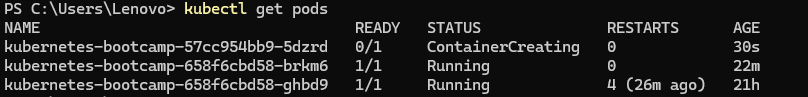 PS C:\Users\Lenovo> kubectl get pods
NAME READY STATUS RESTARTS AGE
kubernetes-bootcamp-57cc954bb9-5dzrd 0/1 ContainerCreating 0 30s
kubernetes-bootcamp-658f6cbd58-brkm6 1/1 Running 0 22m
kubernetes-bootcamp-658f6cbd58-ghbd9 1/1 Running 4 (26m ago) 21h